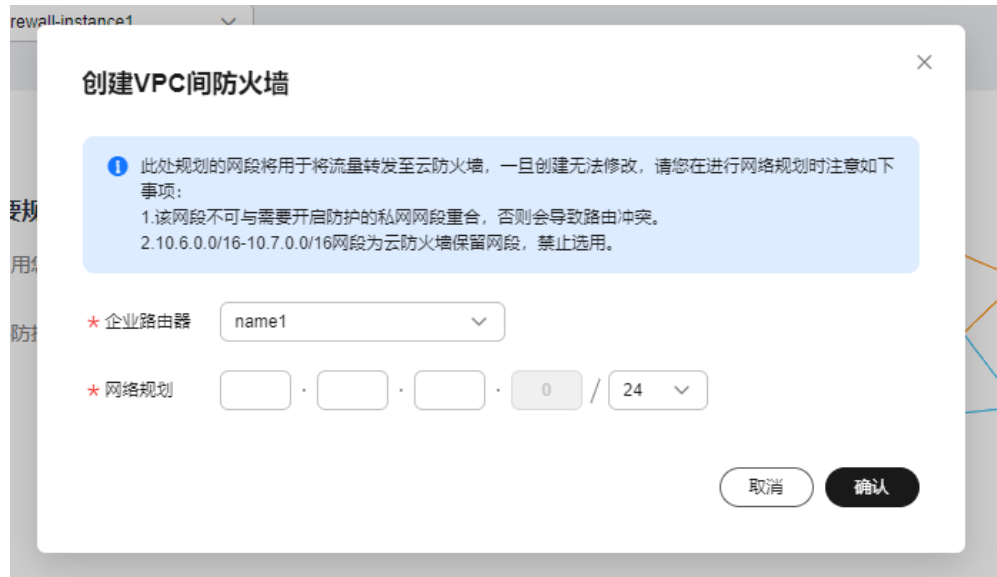 rewall-instance1
创建VPC间防火墙
此处规划的网段将用于将流量转发至云防火墙，一旦创建无法修改，请您在进行网络规划时注意如下
事项：
1.该网段不可与需要开启防护的私网网段重合，否则会导致路由冲突。
2.10.6.0.0/16-10.7.0.0/16网段为云防火墙保留网段，禁止选用。
要规
用您
防护
* 企业路由器 name1
* 网络规划 . . . 0 / 24
取消 确认